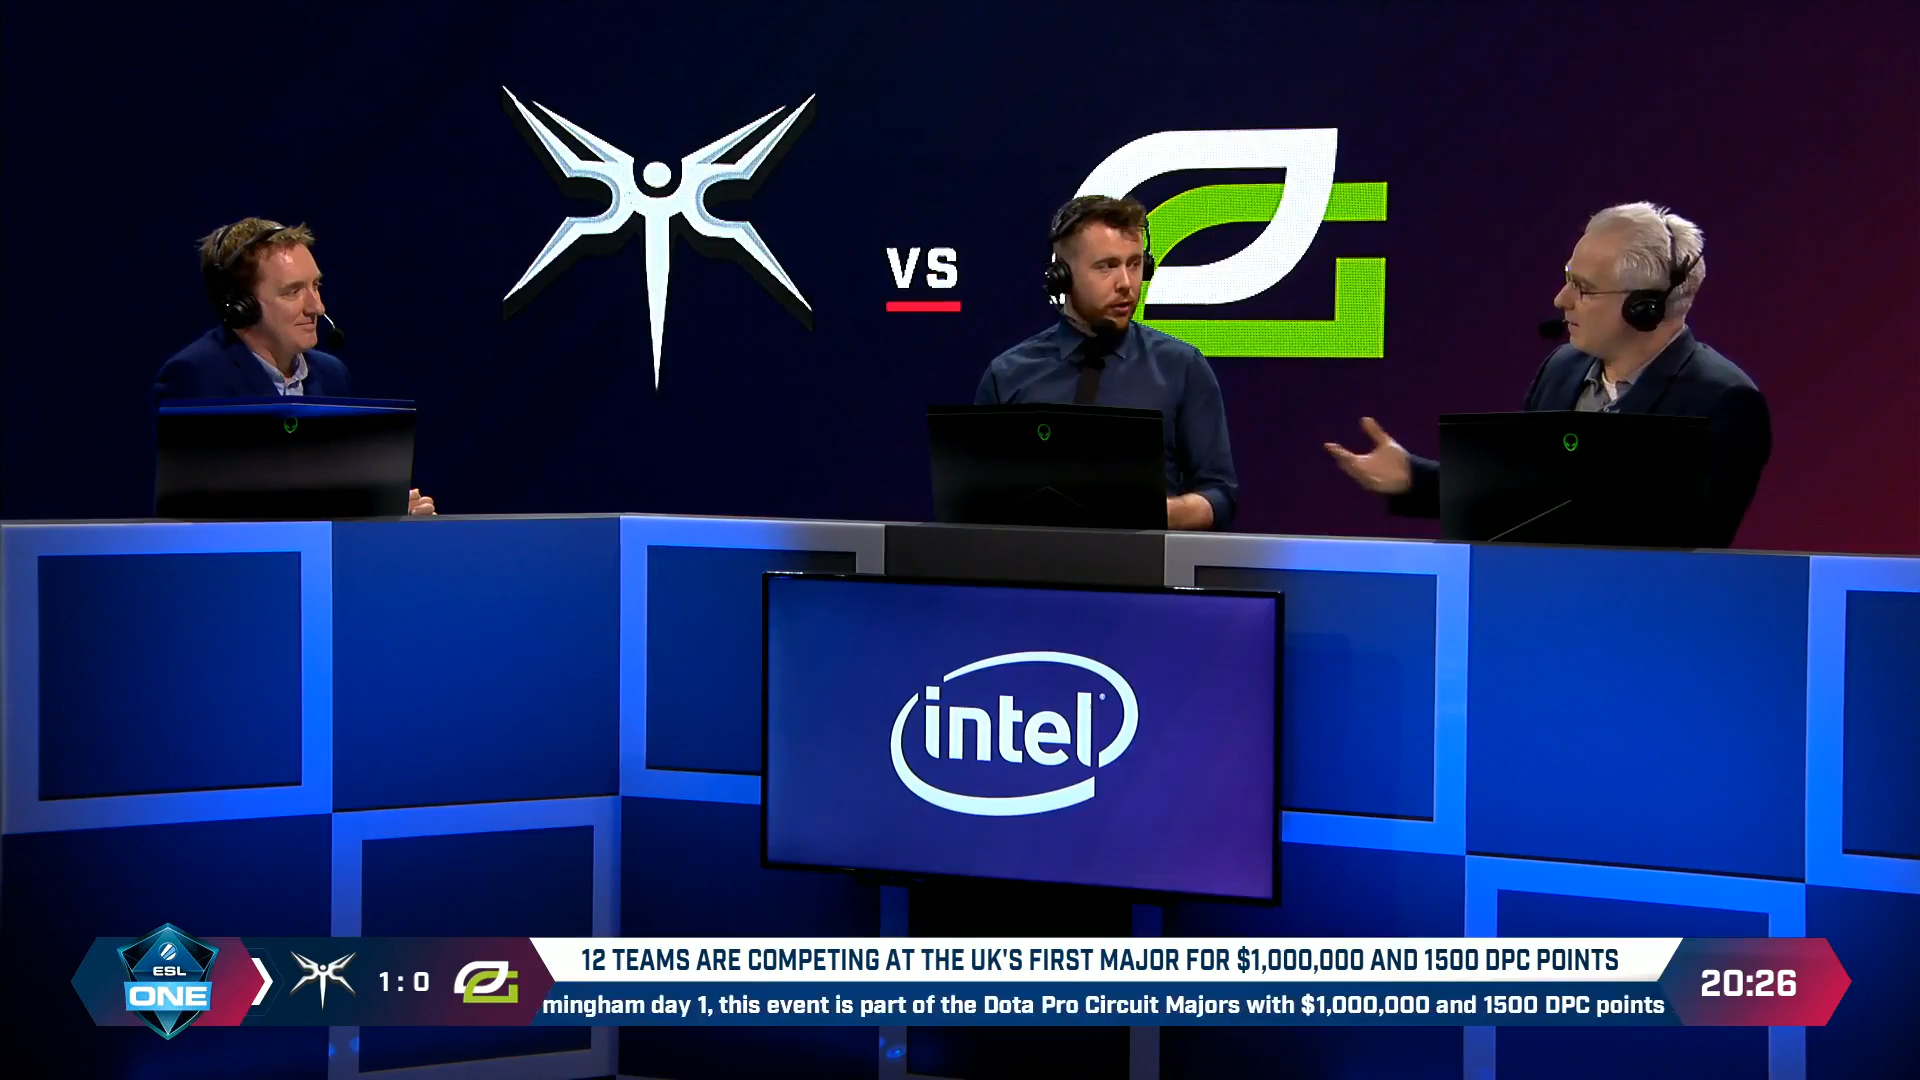 VS
intel
ESL
ONE
1:0
12 TEAMS ARE COMPETING AT THE UK'S FIRST MAJOR FOR $1,000,000 AND 1500 DPC POINTS
mingham day 1, this event is part of the Dota Pro Circuit Majors with $1,000,000 and 1500 DPC points
20:26